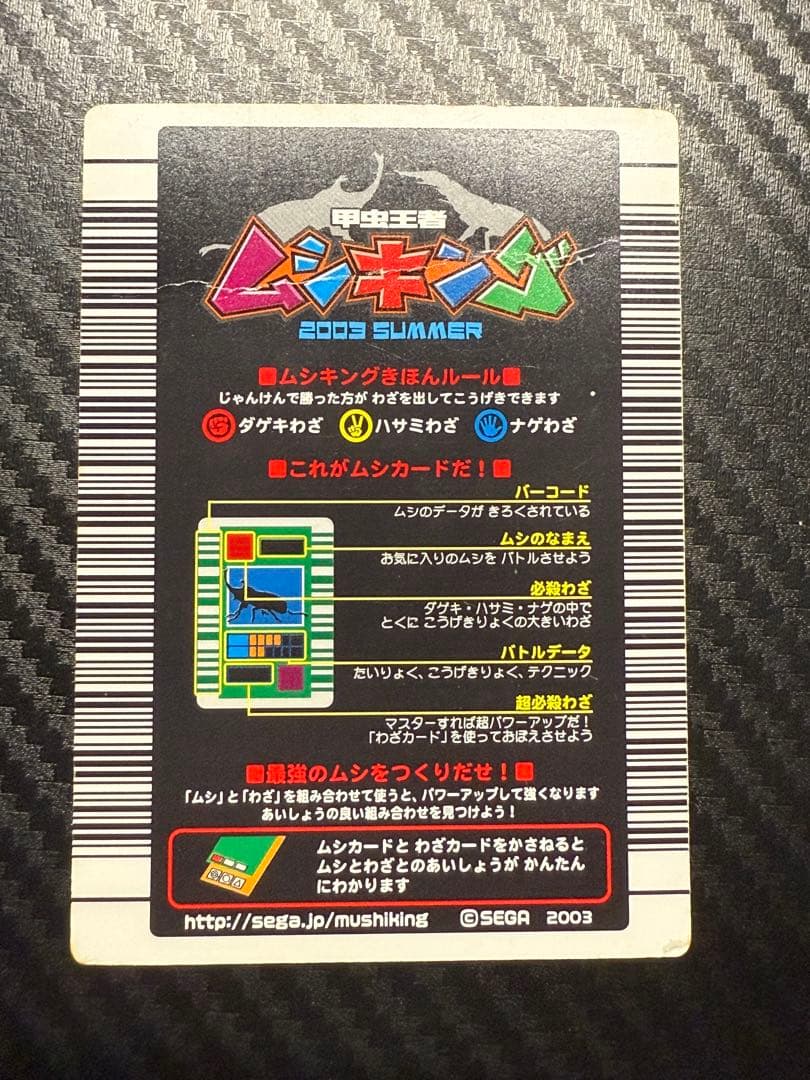 甲虫王者
ムシキング
2003 SUMMER
■ムシキングきほんルール■
じゃんけんで勝った方が わざを出してこうげきできます
ダゲキわざ ハサミわざ ナゲわざ
■これがムシカードだ！■
バーコード
ムシのデータが きろくされている
ムシのなまえ
お気に入りのムシを バトルさせよう
必殺わざ
ダゲキ・ハサミ・ナゲの中で
とくに こうげきりょくの大きいわざ
バトルデータ
たいりょく、こうげきりょく、テクニック
超必殺わざ
マスターすれば超パワーアップだ！
「わざカード」を使っておぼえさせよう
■最強のムシをつくりだせ！■
「ムシ」と「わざ」を組み合わせて使うと、パワーアップして強くなります
あいしょうの良い組み合わせを見つけよう！
ムシカードと わざカードをかさねると
ムシとわざとのあいしょうが かんたん
にわかります
http://sega.jp/mushiking ©SEGA 2003